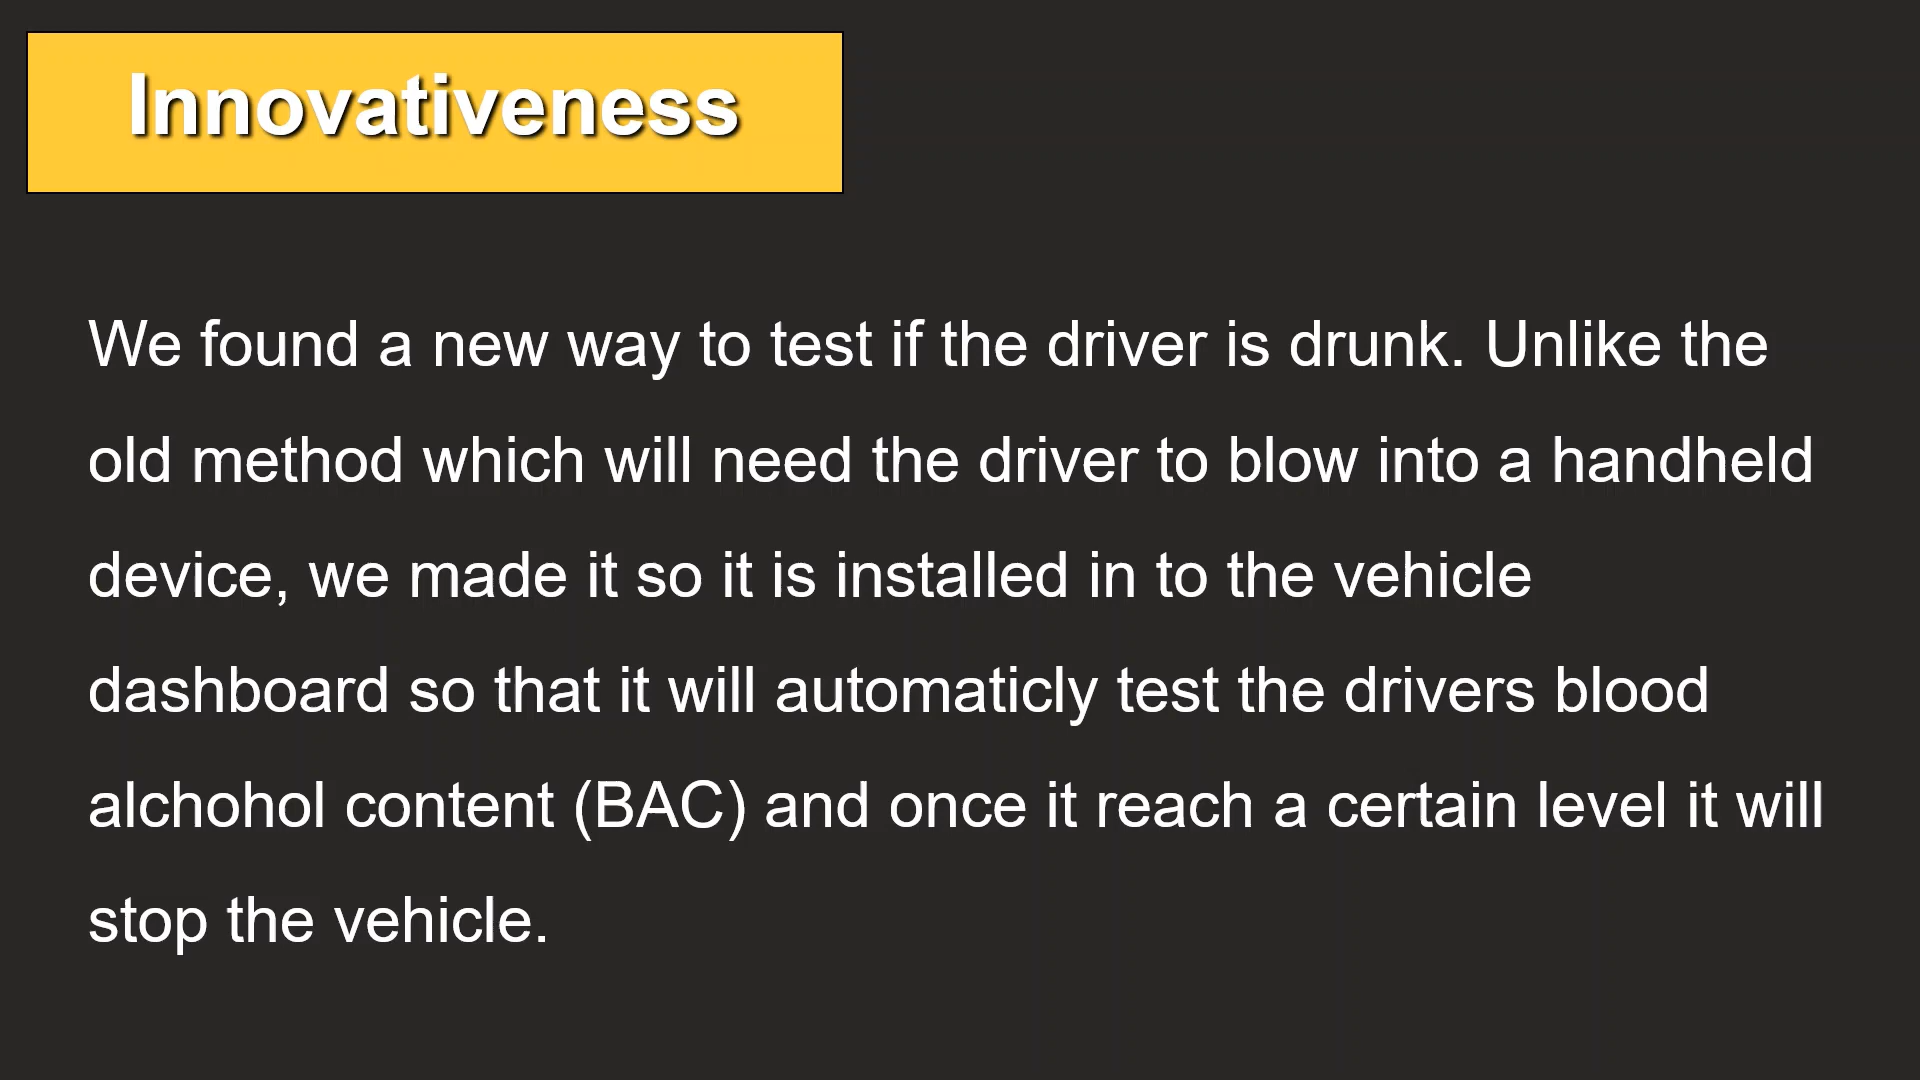 Innovativeness
We found a new way to test if the driver is drunk. Unlike the
old method which will need the driver to blow into a handheld
device, we made it so it is installed in to the vehicle
dashboard so that it will automaticly test the drivers blood
alchohol content (BAC) and once it reach a certain level it will
stop the vehicle.